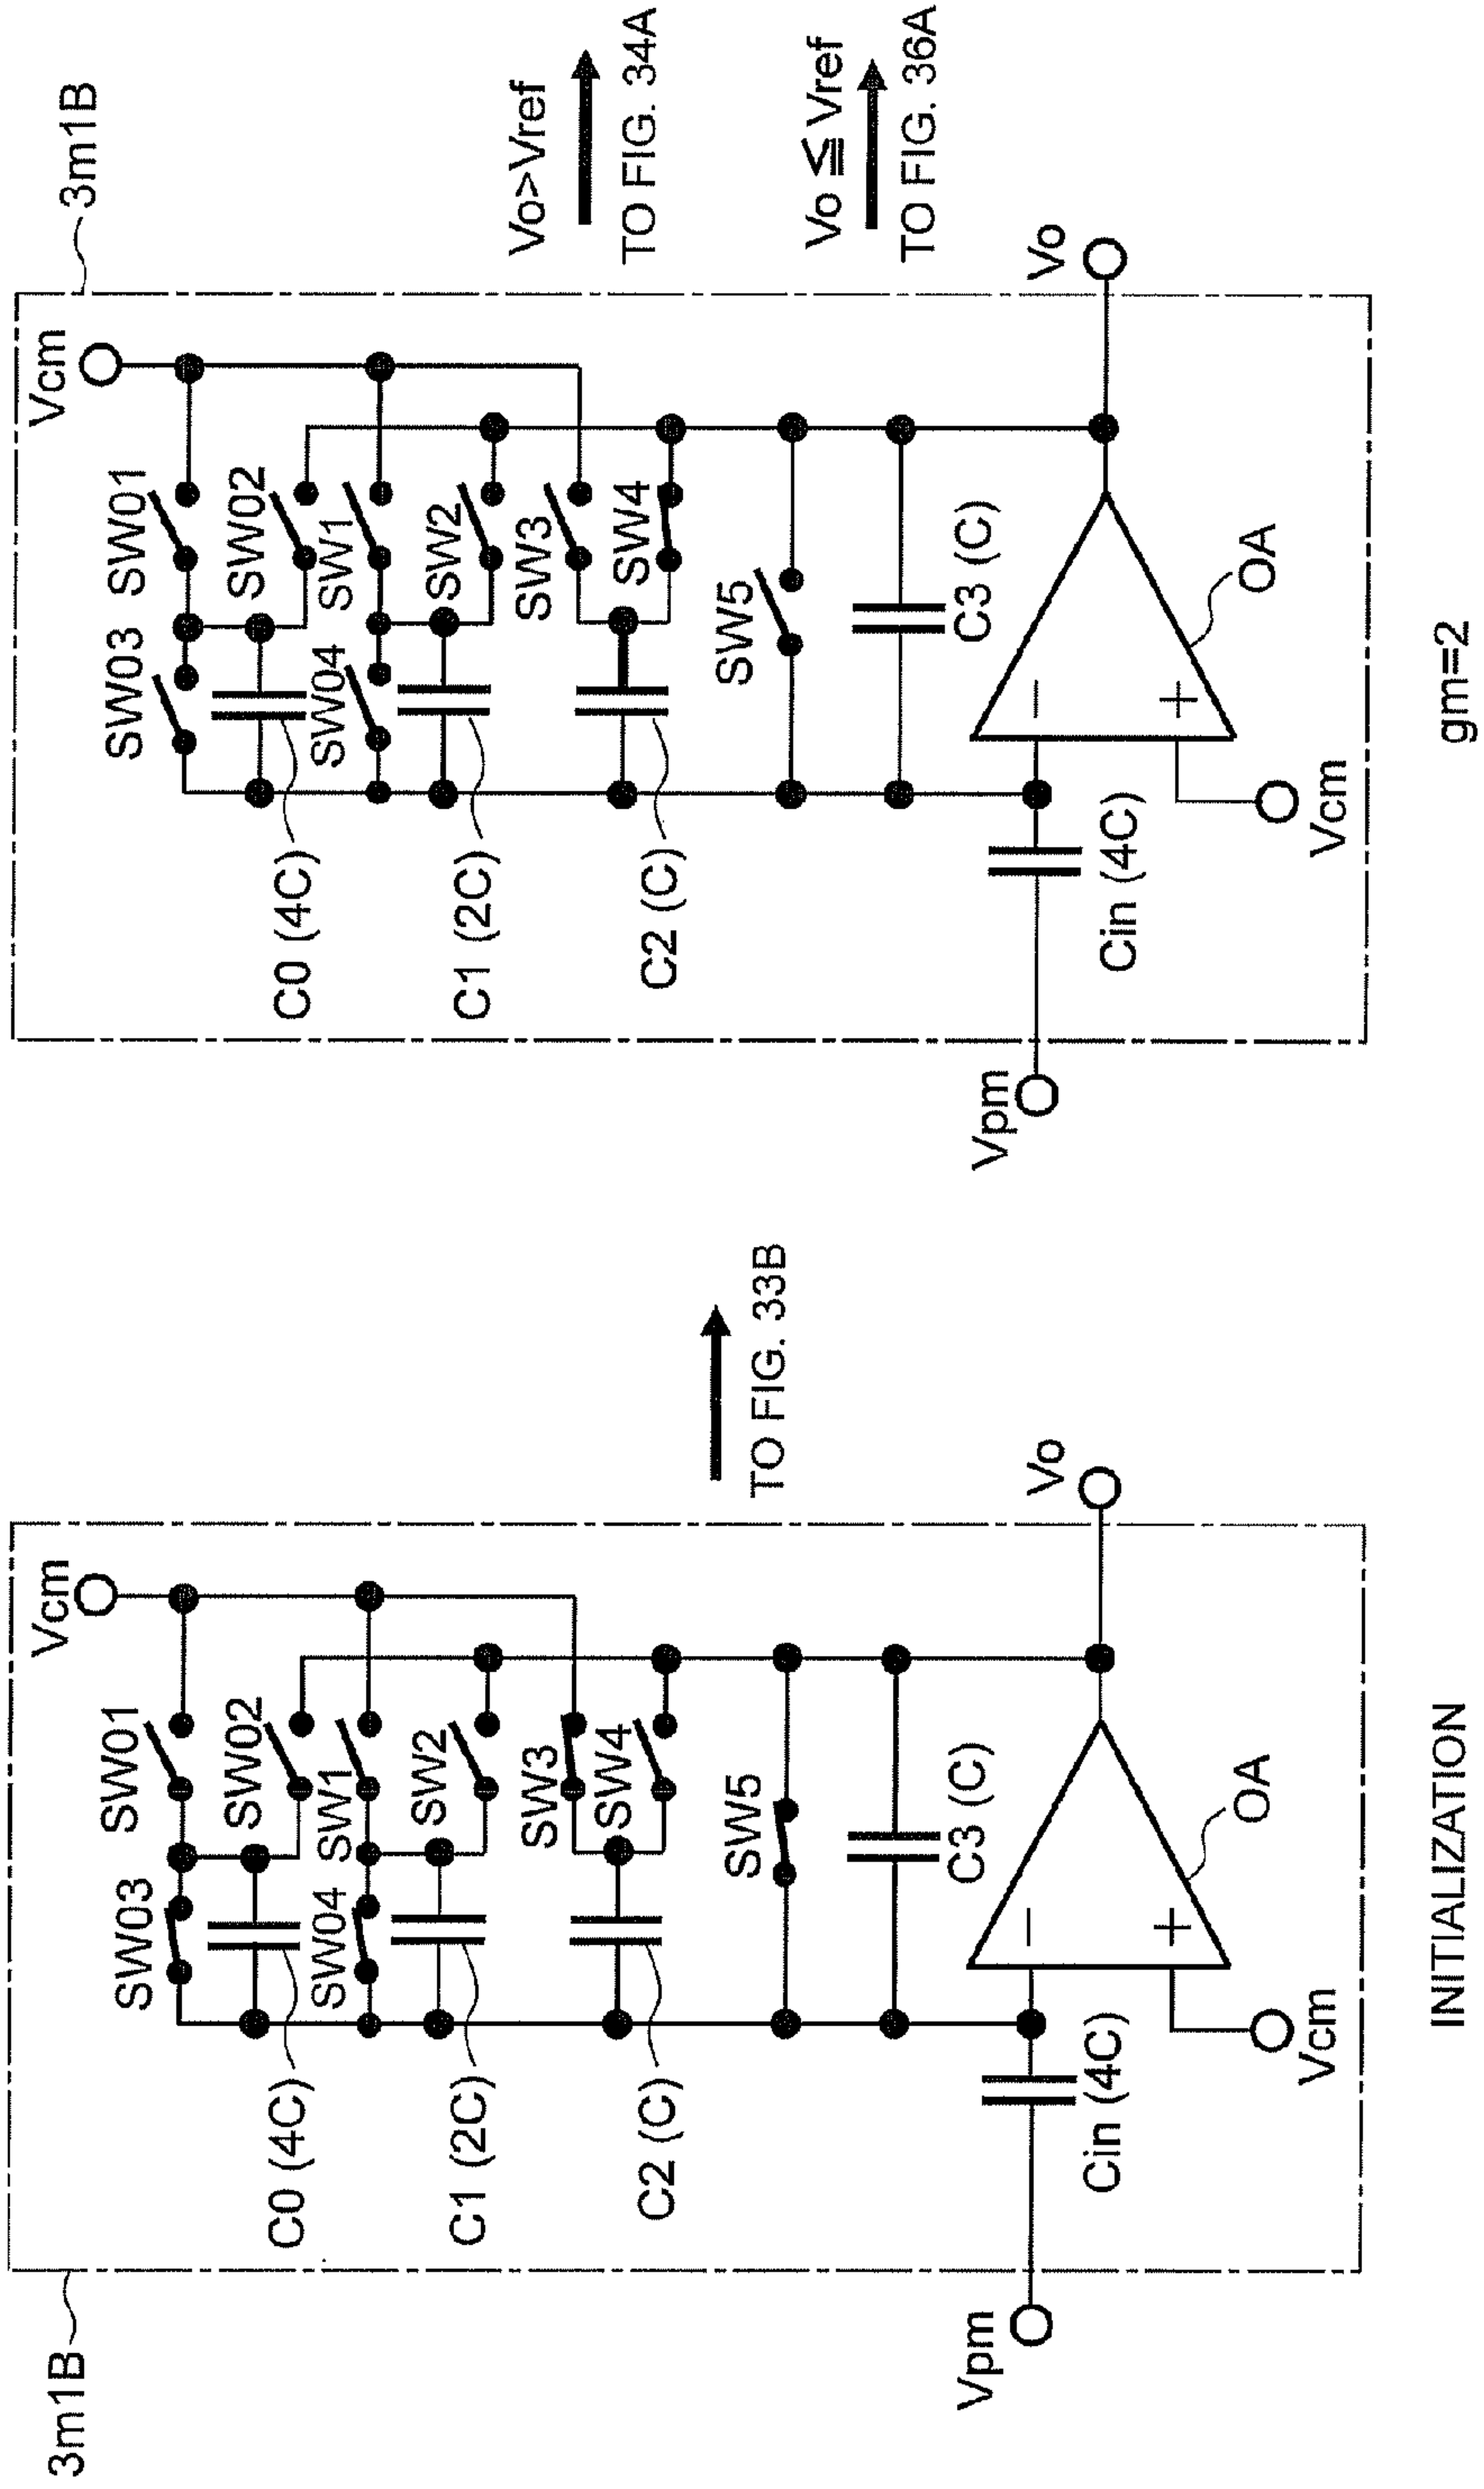 3m1B
Vcm
SW01
SW03
SW02
C0 (4C)
SW1
SW04
SW2
C1 (2C)
SW3
SW4
C2 (C)
SW5
C3 (C)
Vpm
Cin (4C)
−
+
OA
Vo
Vcm
INITIALIZATION
TO FIG. 33B
3m1B
Vcm
SW01
SW03
SW02
C0 (4C)
SW1
SW04
SW2
C1 (2C)
SW3
SW4
C2 (C)
SW5
C3 (C)
Vpm
Cin (4C)
−
+
OA
Vo
Vcm
gm=2
Vo>Vref
TO FIG. 34A
Vo ≦ Vref
TO FIG. 36A